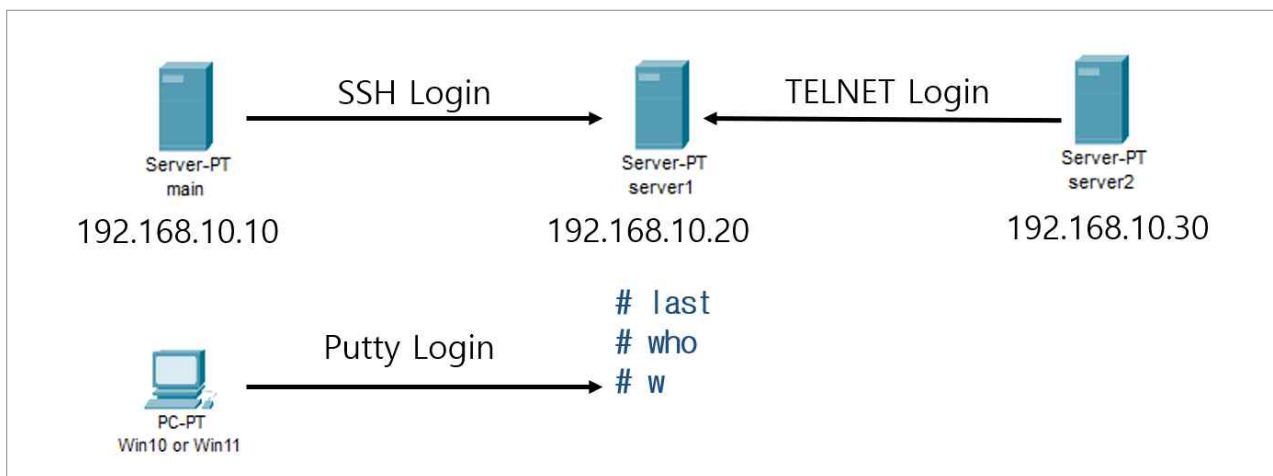 SSH Login
TELNET Login
Server-PT
main
Server-PT
server1
Server-PT
server2
192.168.10.10
192.168.10.20
192.168.10.30
# last
# who
# w
Putty Login
PC-PT
Win10 or Win11